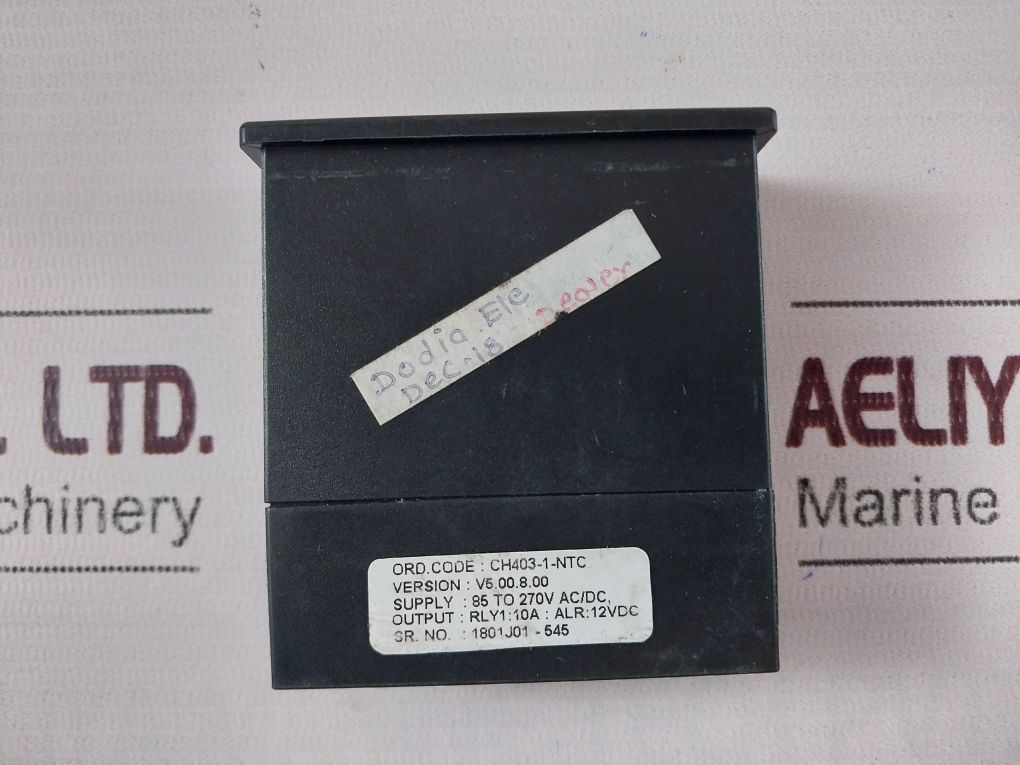 Dodia Ele
Dec-18 Dealer
. LTD.
chinery
AELIY
Marine
ORD.CODE : CH403-1-NTC
VERSION : V5.00.8.00
SUPPLY : 85 TO 270V AC/DC,
OUTPUT : RLY1:10A : ALR:12VDC
SR. NO. : 1801J01 - 545